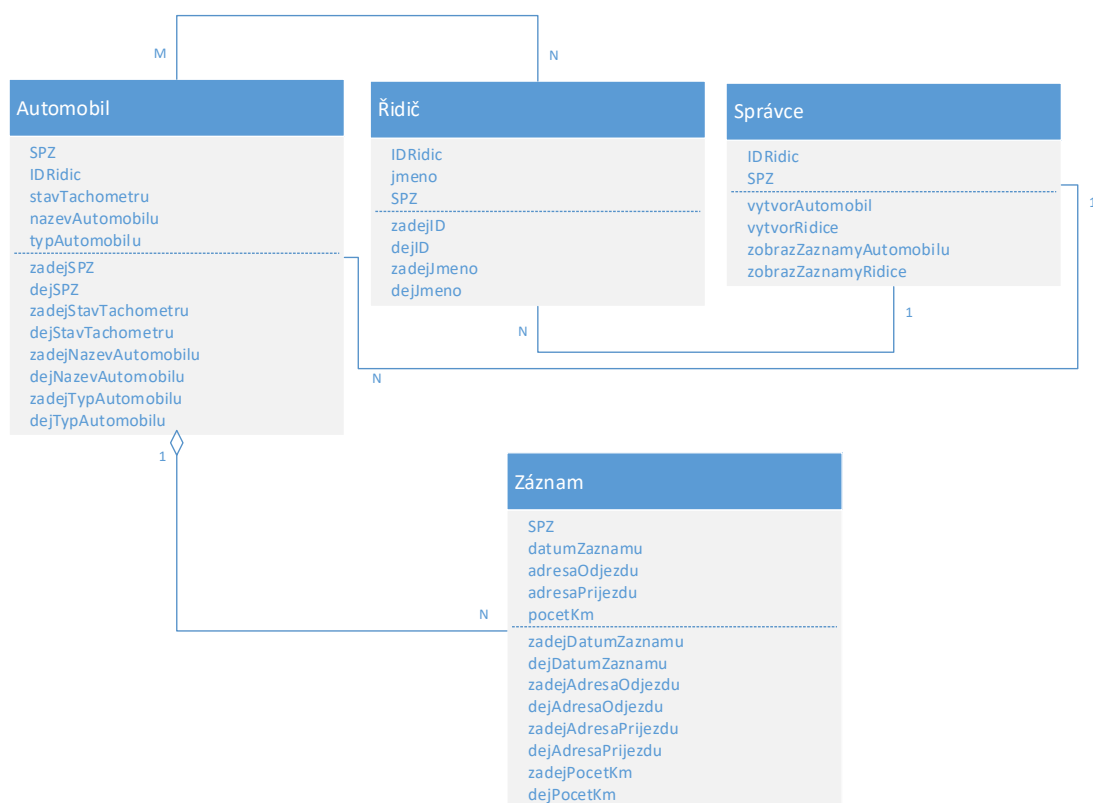 M
N
Automobil
SPZ
IDRidic
stavTachometru
nazevAutomobilu
typAutomobilu
zadejSPZ
dejSPZ
zadejStavTachometru
dejStavTachometru
zadejNazevAutomobilu
dejNazevAutomobilu
zadejTypAutomobilu
dejTypAutomobilu
Řidič
IDRidic
jmeno
SPZ
zadejID
dejID
zadejJmeno
dejJmeno
Správce
IDRidic
SPZ
vytvorAutomobil
vytvorRidice
zobrazZaznamyAutomobilu
zobrazZaznamyRidice
1
1
N
N
1
N
Záznam
SPZ
datumZaznamu
adresaOdjezdu
adresaPrijezdu
pocetKm
zadejDatumZaznamu
dejDatumZaznamu
zadejAdresaOdjezdu
dejAdresaOdjezdu
zadejAdresaPrijezdu
dejAdresaPrijezdu
zadejPocetKm
dejPocetKm